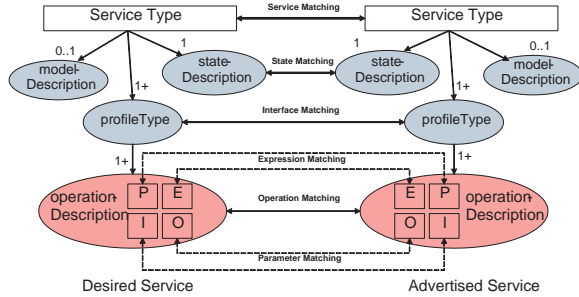 Service Type
Service Matching
Service Type
0..1
1
1
0..1
model-
Description
state-
Description
State Matching
state-
Description
model-
Description
1+
1+
profileType
Interface Matching
profileType
1+
1+
Expression Matching
operation-
Description
P E
I O
Operation Matching
E P
O I
operation-
Description
Parameter Matching
Desired Service
Advertised Service